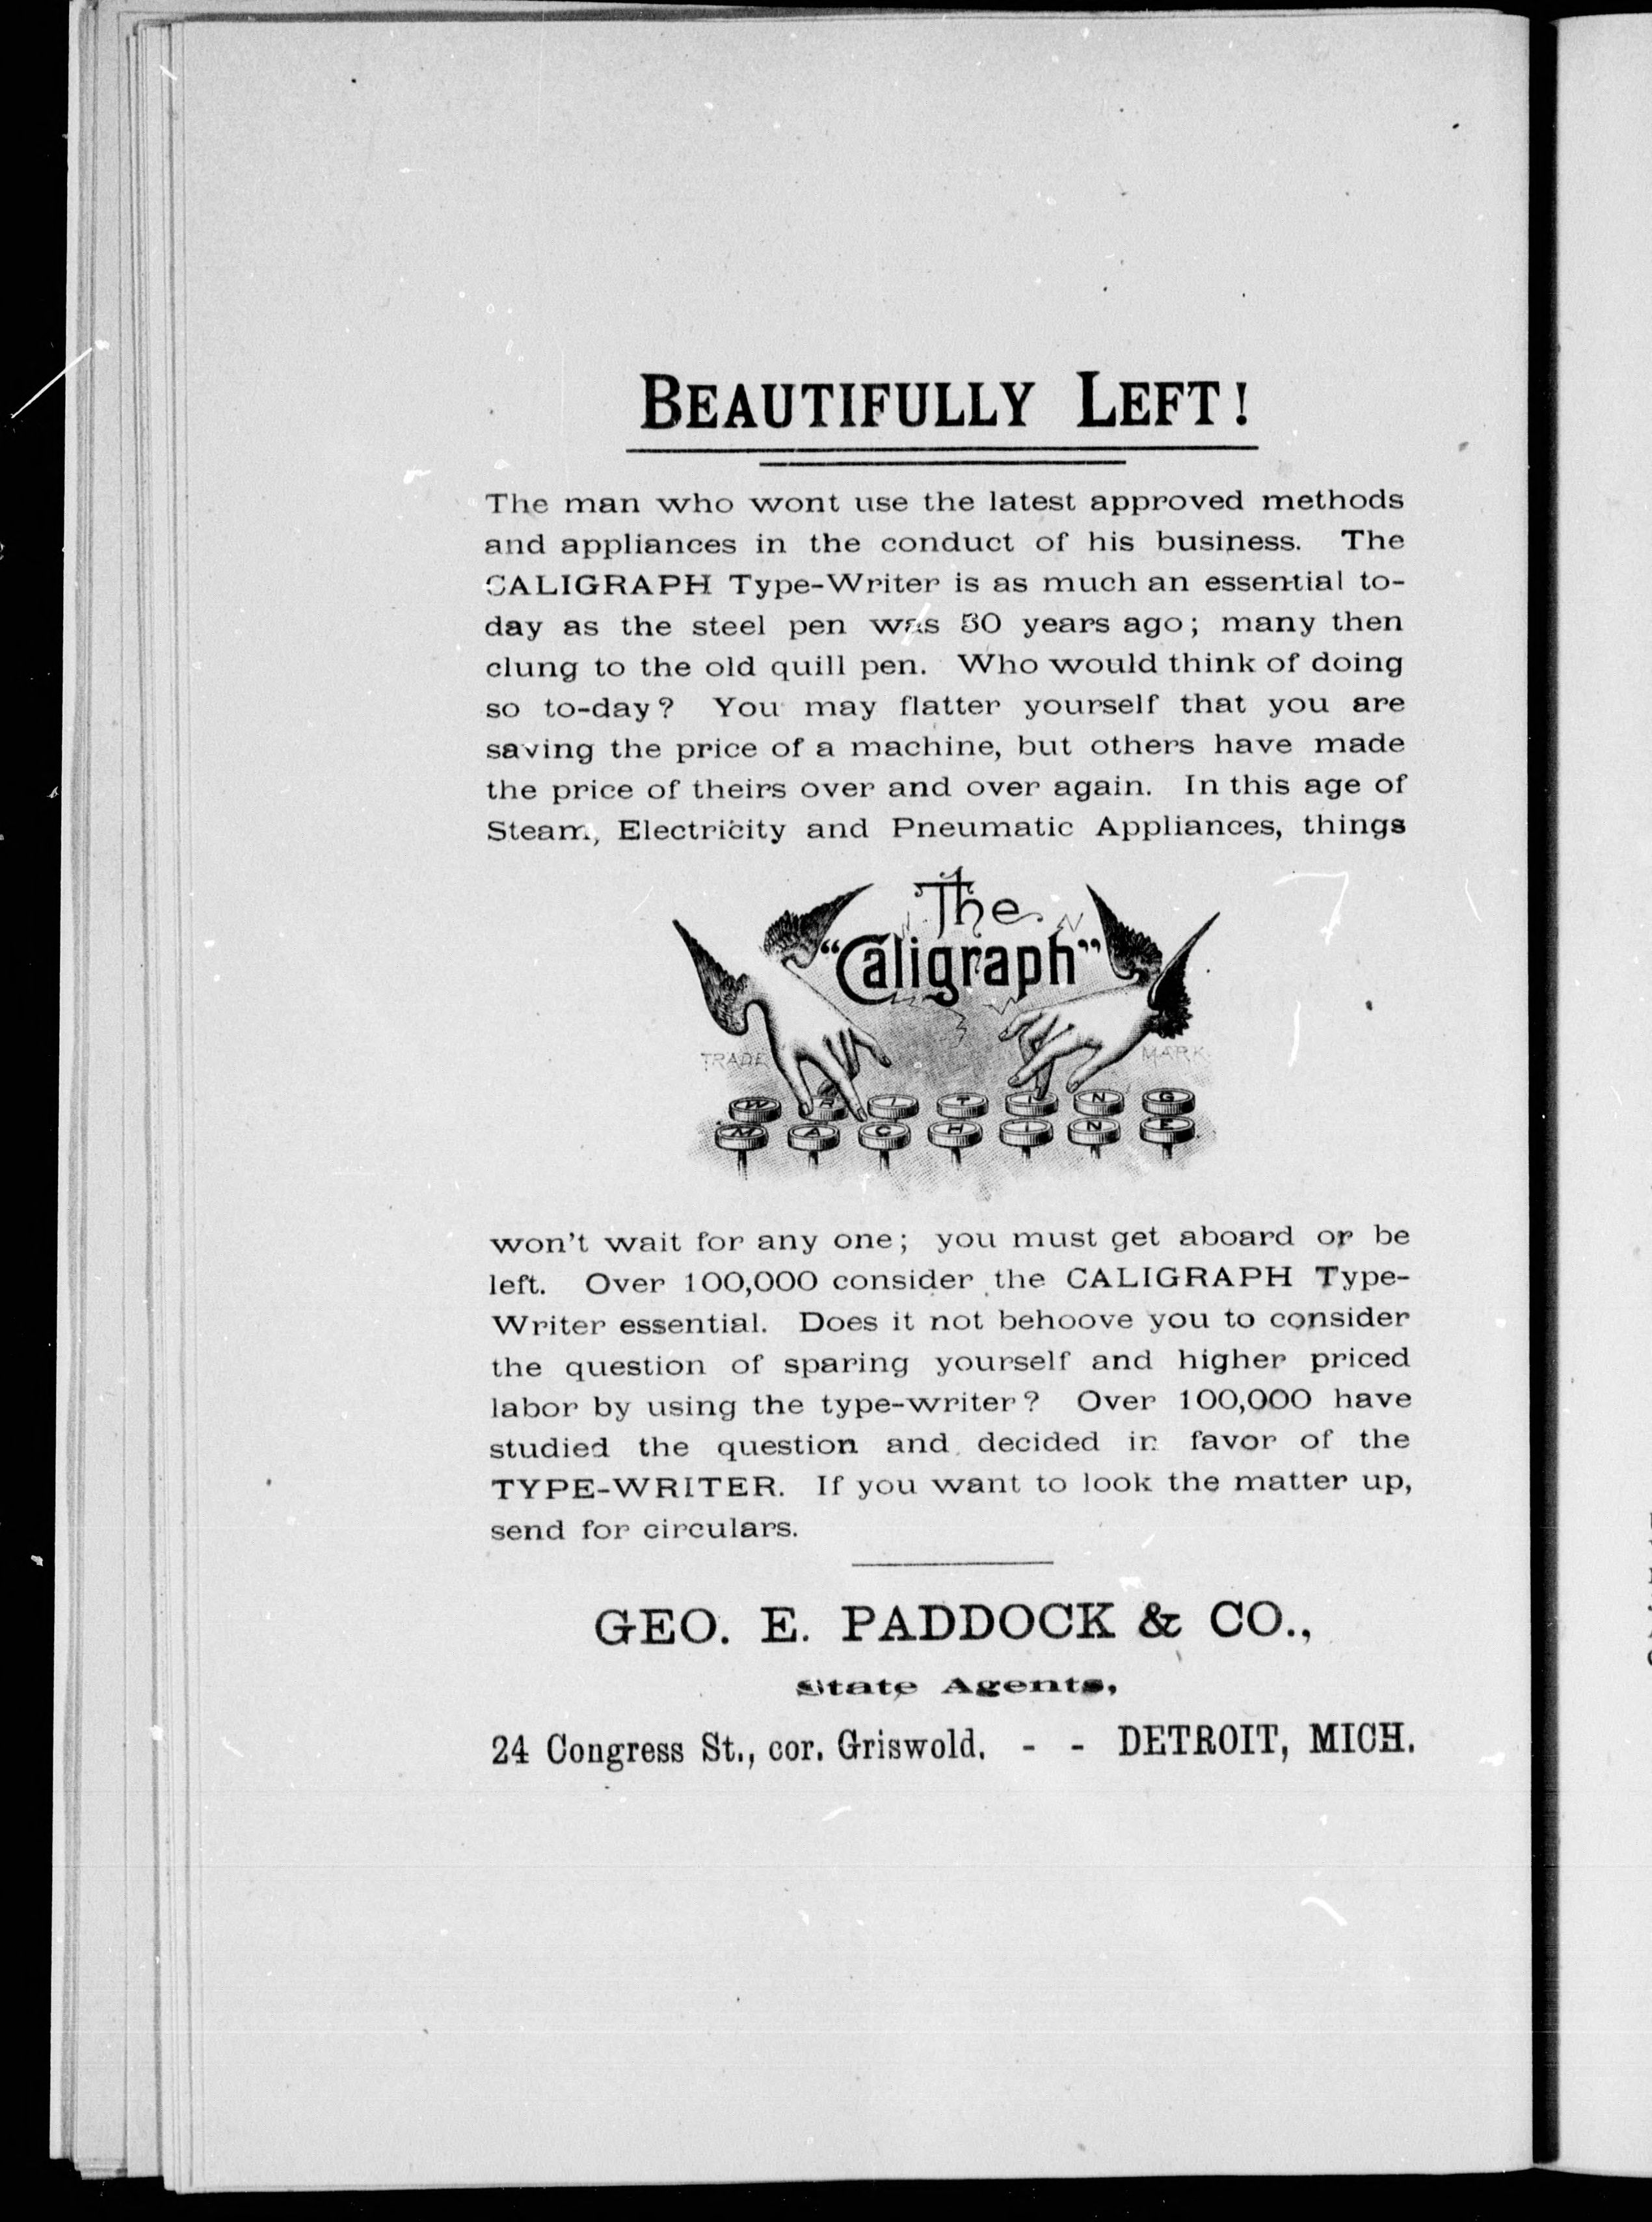 BEAUTIFULLY LEFT!
The man who wont use the latest approved methods
and appliances in the conduct of his business. The
CALIGRAPH Type-Writer is as much an essential to-
day as the steel pen was 50 years ago; many then
clung to the old quill pen. Who would think of doing
so to-day? You may flatter yourself that you are
saving the price of a machine, but others have made
the price of theirs over and over again. In this age of
Steam, Electricity and Pneumatic Appliances, things
The
"Caligraph"
TRADE MARK
W R I T I N G
M A C H I N E
won't wait for any one; you must get aboard or be
left. Over 100,000 consider the CALIGRAPH Type-
Writer essential. Does it not behoove you to consider
the question of sparing yourself and higher priced
labor by using the type-writer? Over 100,000 have
studied the question and decided in favor of the
TYPE-WRITER. If you want to look the matter up,
send for circulars.
GEO. E. PADDOCK & CO.,
State Agents,
24 Congress St., cor. Griswold. - - DETROIT, MICH.